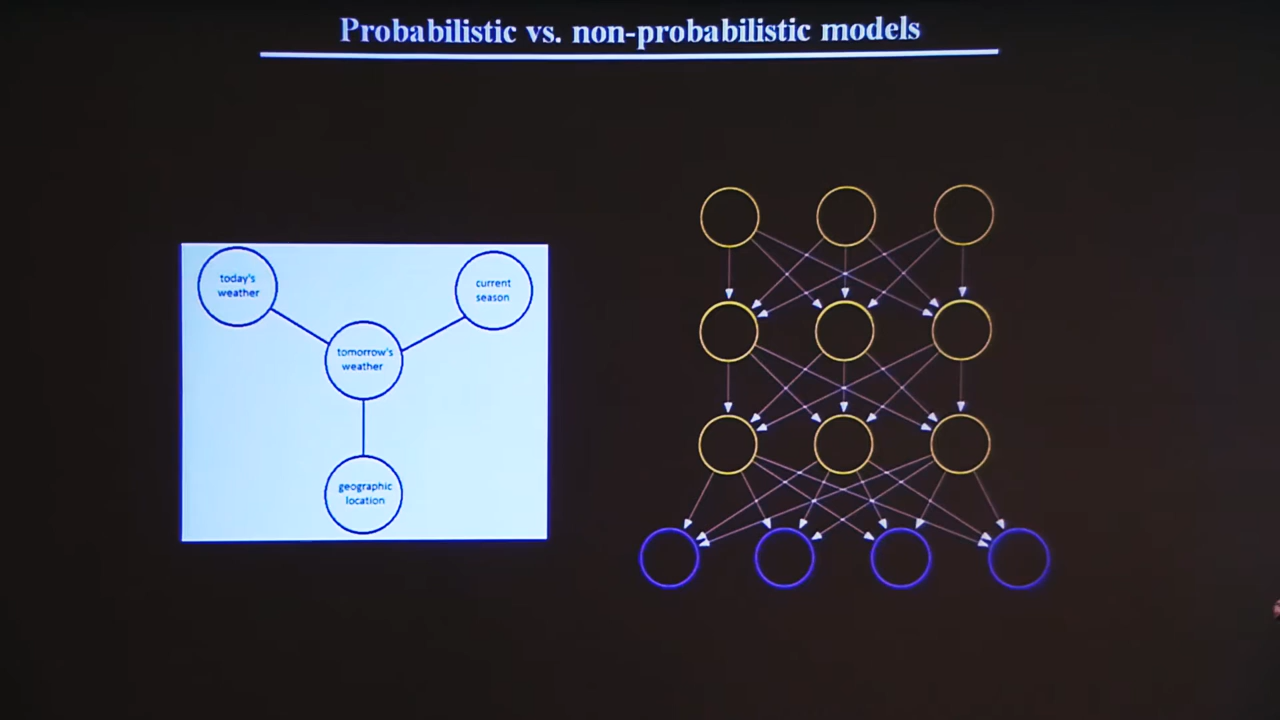 Probabilistic vs. non-probabilistic models
today's
weather
current
season
tomorrow's
weather
geographic
location